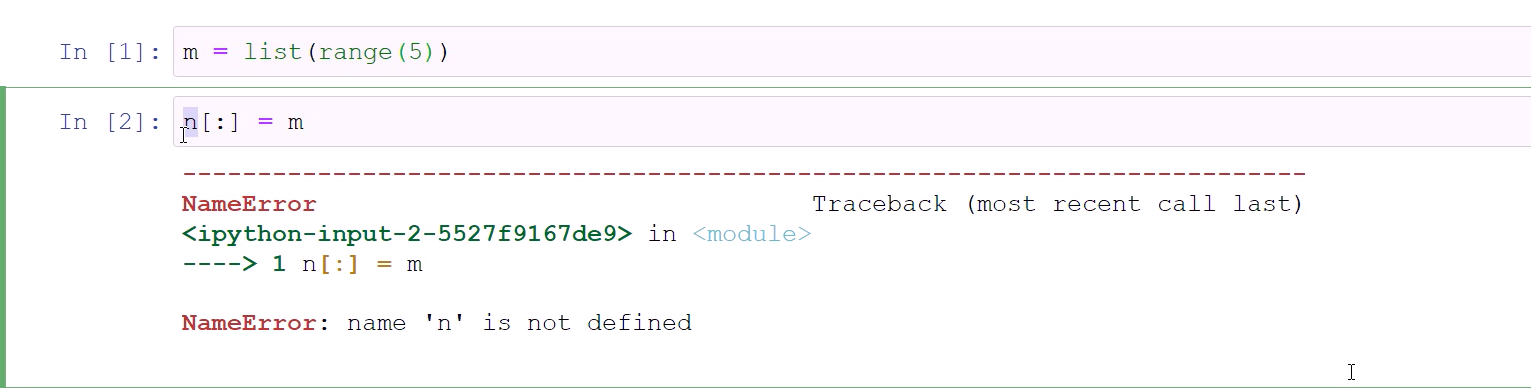 In [1]: m = list(range(5))
In [2]: n[:] = m
---------------------------------------------------------------------------
NameError                                 Traceback (most recent call last)
<ipython-input-2-5527f9167de9> in <module>
----> 1 n[:] = m
NameError: name 'n' is not defined